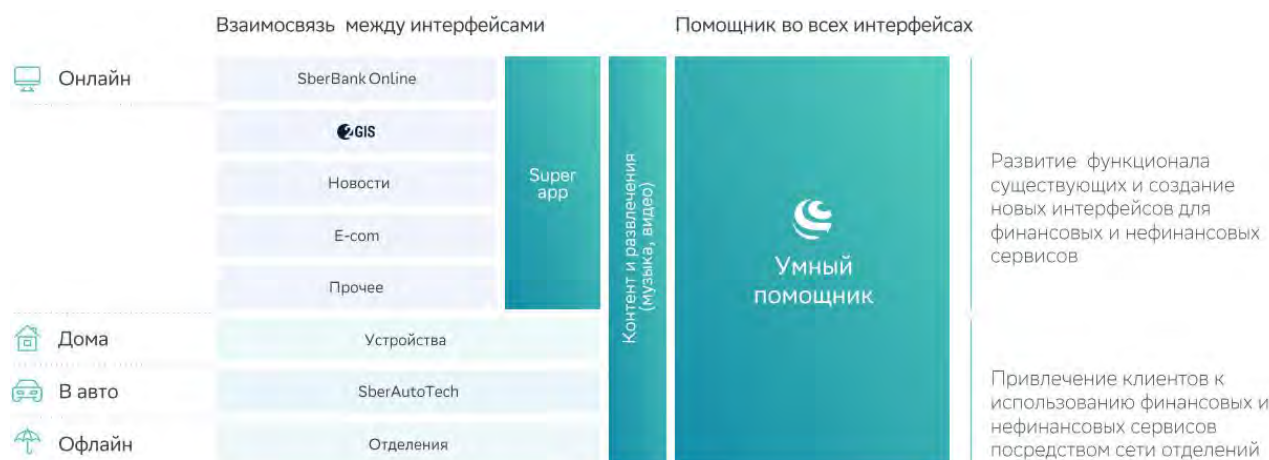 Взаимосвязь между интерфейсами
Помощник во всех интерфейсах
Онлайн
SberBank Online
2GIS
Новости
E-com
Прочее
Super
app
Контент и развлечения
(музыка, видео)
Умный
помощник
Развитие функционала
существующих и создание
новых интерфейсов для
финансовых и нефинансовых
сервисов
Дома
Устройства
В авто
SberAutoTech
Офлайн
Отделения
Привлечение клиентов к
использованию финансовых и
нефинансовых сервисов
посредством сети отделений